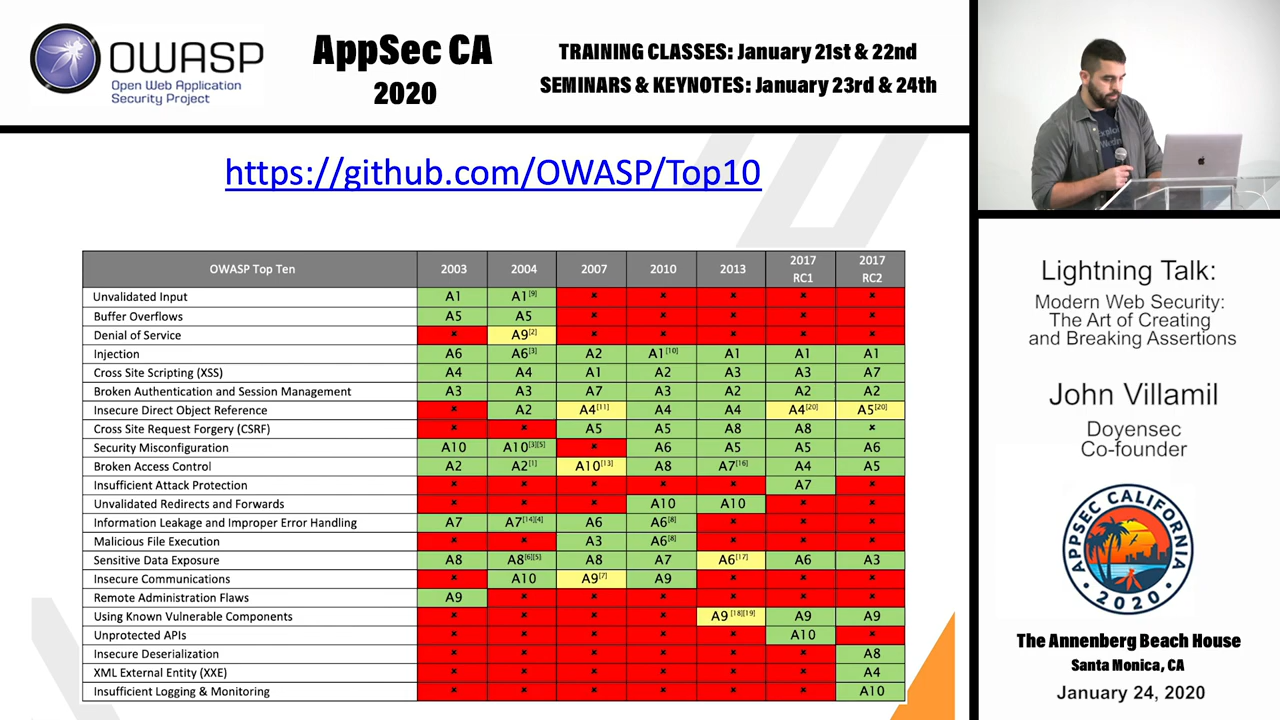 OWASP
Open Web Application
Security Project
AppSec CA
2020
TRAINING CLASSES: January 21st & 22nd
SEMINARS & KEYNOTES: January 23rd & 24th
https://github.com/OWASP/Top10
OWASP Top Ten 2003 2004 2007 2010 2013 2017 RC1 2017 RC2
Unvalidated Input A1 A1[9] × × × × ×
Buffer Overflows A5 A5 × × × × ×
Denial of Service × A9[2] × × × × ×
Injection A6 A6[3] A2 A1[10] A1 A1 A1
Cross Site Scripting (XSS) A4 A4 A1 A2 A3 A3 A7
Broken Authentication and Session Management A3 A3 A7 A3 A2 A2 A2
Insecure Direct Object Reference × A2 A4[11] A4 A4 A4[20] A5[20]
Cross Site Request Forgery (CSRF) × × A5 A5 A8 A8 ×
Security Misconfiguration A10 A10[3][5] × A6 A5 A5 A6
Broken Access Control A2 A2[1] A10[13] A8 A7[16] A4 A5
Insufficient Attack Protection × × × × × A7 ×
Unvalidated Redirects and Forwards × × × A10 A10 × ×
Information Leakage and Improper Error Handling A7 A7[14][4] A6 A6[8] × × ×
Malicious File Execution × × A3 A6[8] × × ×
Sensitive Data Exposure A8 A8[6][5] A8 A7 A6[17] A6 A3
Insecure Communications × A10 A9[7] A9 × × ×
Remote Administration Flaws A9 × × × × × ×
Using Known Vulnerable Components × × × × A9[18][19] A9 A9
Unprotected APIs × × × × × A10 ×
Insecure Deserialization × × × × × × A8
XML External Entity (XXE) × × × × × × A4
Insufficient Logging & Monitoring × × × × × × A10
Lightning Talk:
Modern Web Security:
The Art of Creating
and Breaking Assertions
John Villamil
Doyensec
Co-founder
APPSEC CALIFORNIA
• 2020 •
The Annenberg Beach House
Santa Monica, CA
January 24, 2020